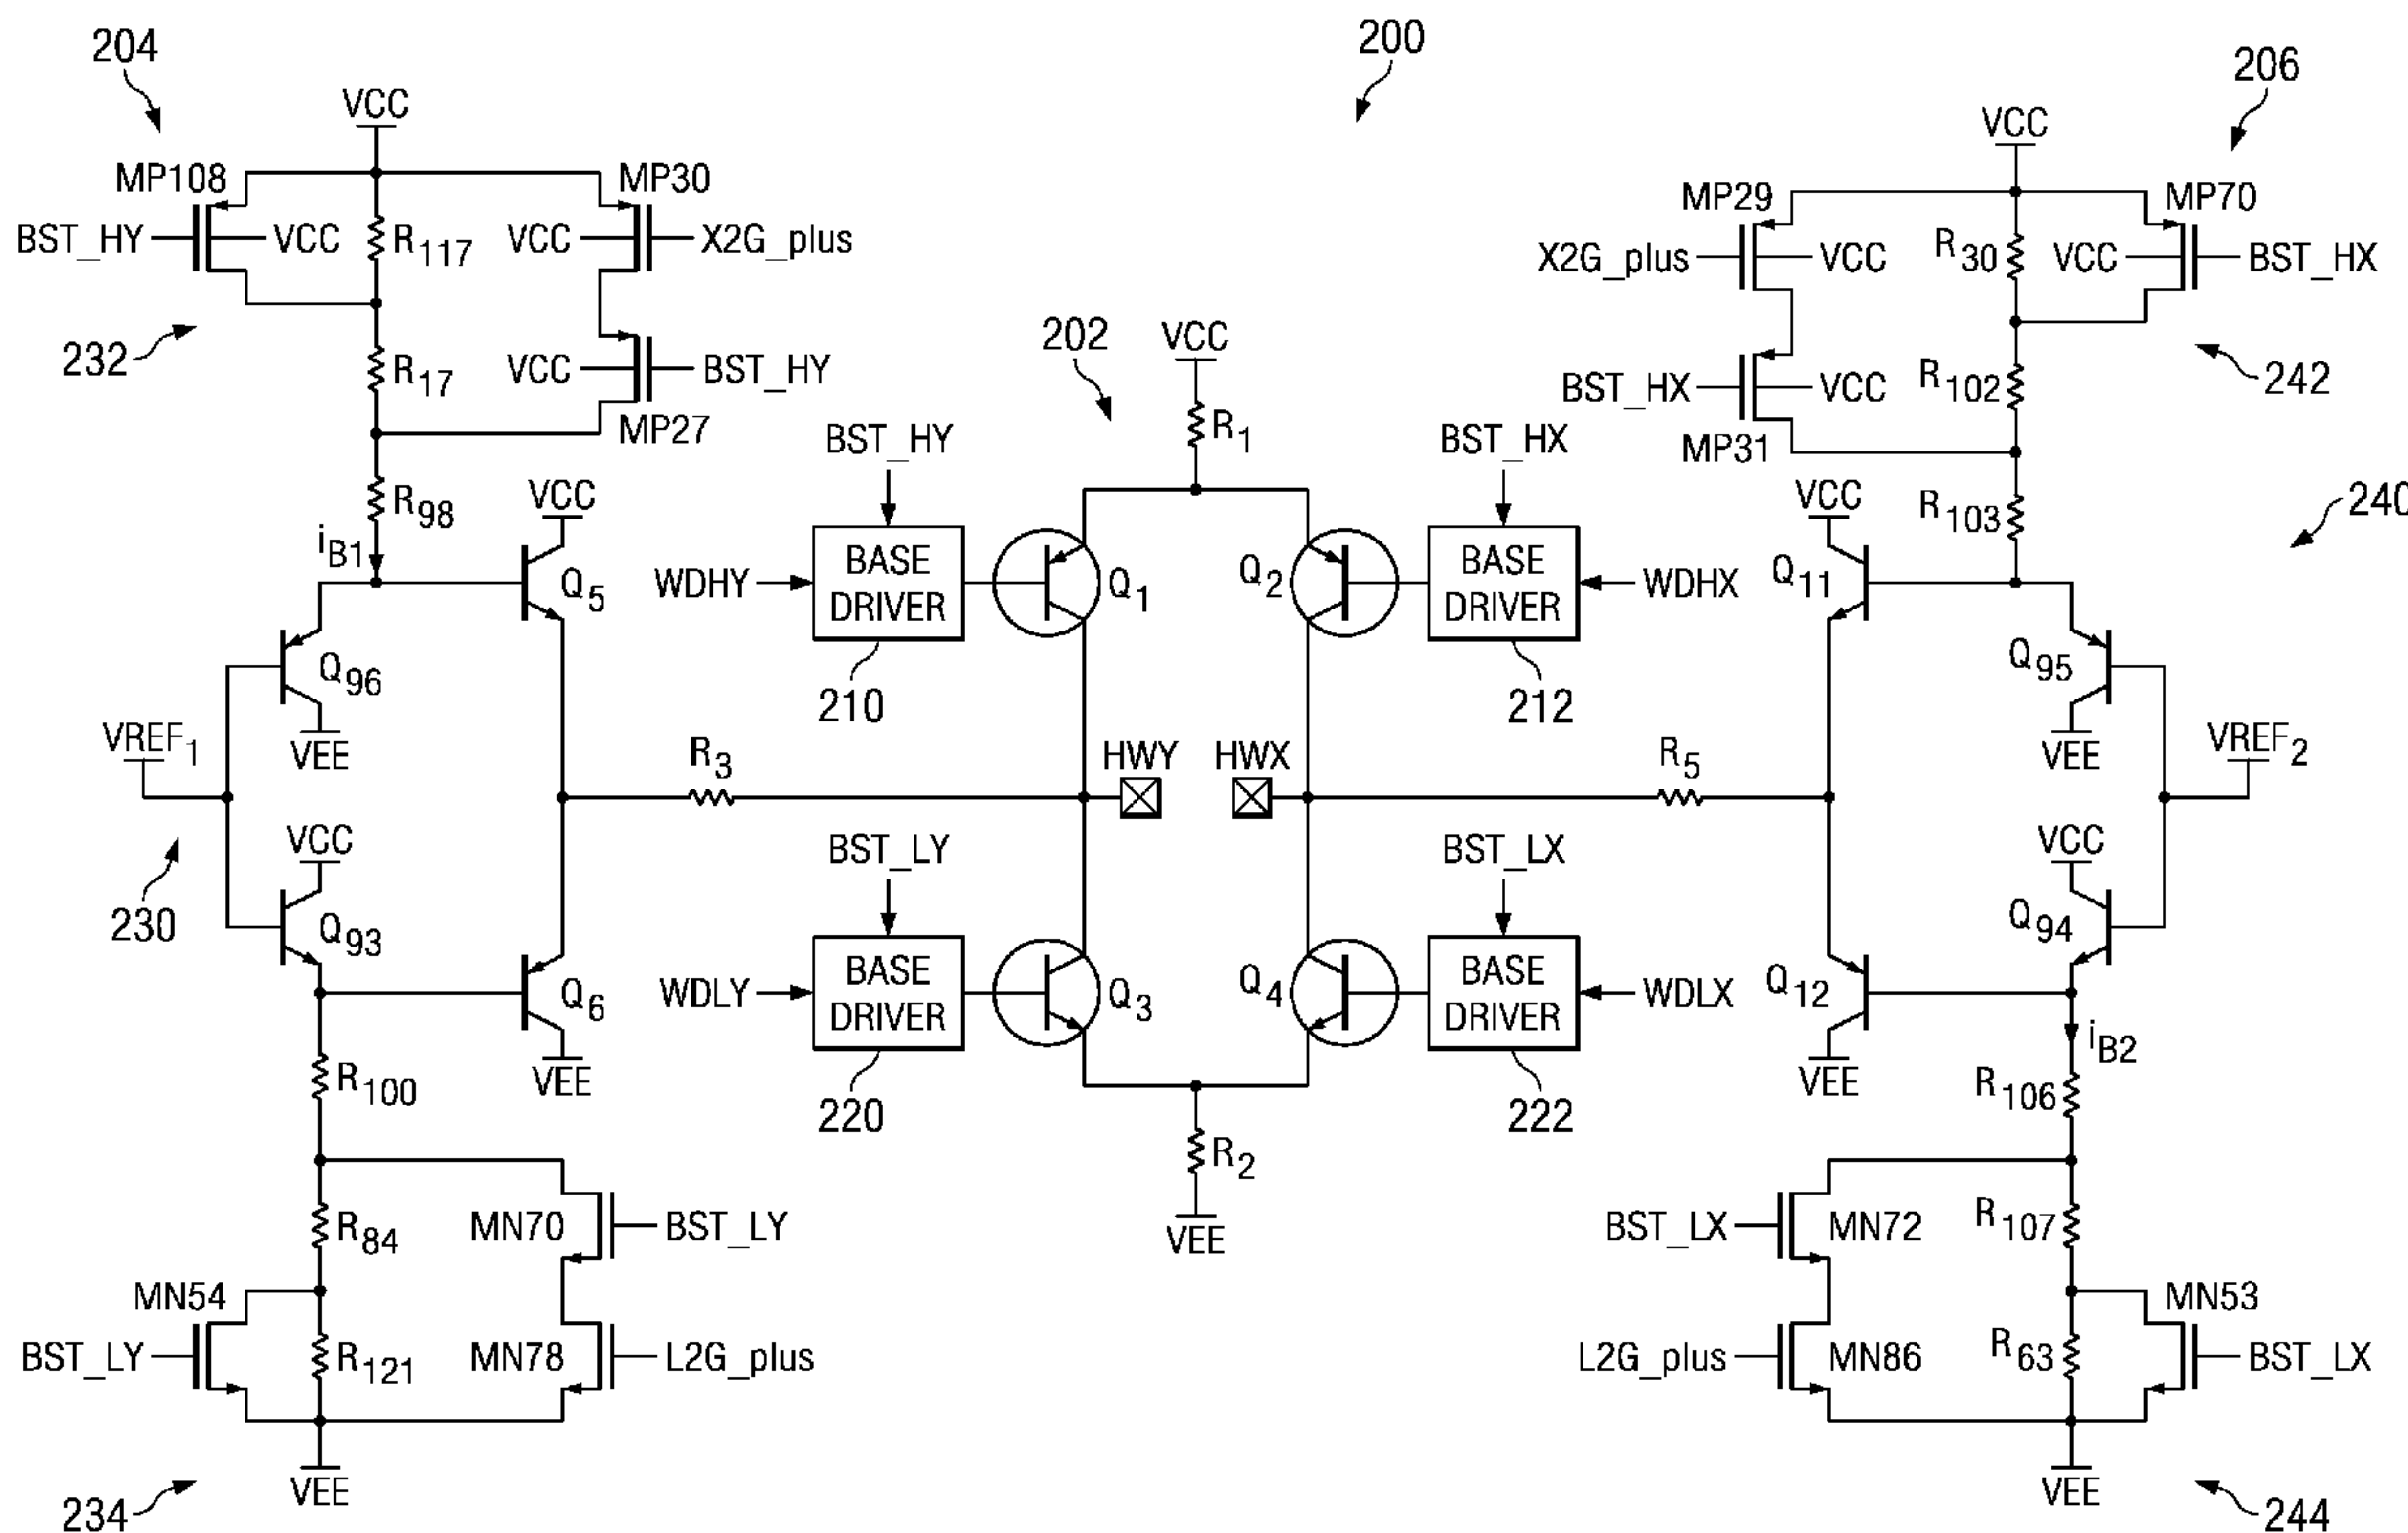 204
200
206
VCC
VCC
MP108
MP30
MP29
MP70
BST_HY
VCC
R117
VCC
X2G_plus
X2G_plus
VCC
R30
VCC
BST_HX
232
R17
VCC
BST_HY
MP27
202
VCC
R1
BST_HX
VCC
MP31
R102
242
R98
iB1
VCC
Q5
BST_HY
BST_HX
VCC
R103
240
WDHY
BASE
DRIVER
Q1
Q2
BASE
DRIVER
WDHX
Q11
210
212
Q96
VEE
Q95
VEE
VREF1
R3
HWY
HWX
R5
VREF2
VCC
BST_LY
BST_LX
VCC
230
Q93
Q94
WDLY
BASE
DRIVER
Q3
Q4
BASE
DRIVER
WDLX
Q6
VEE
Q12
VEE
iB2
220
222
R100
R106
R2
VEE
R84
MN70
BST_LY
BST_LX
MN72
R107
MN54
MN53
BST_LY
R121
MN78
L2G_plus
L2G_plus
MN86
R63
BST_LX
VEE
VEE
234
244